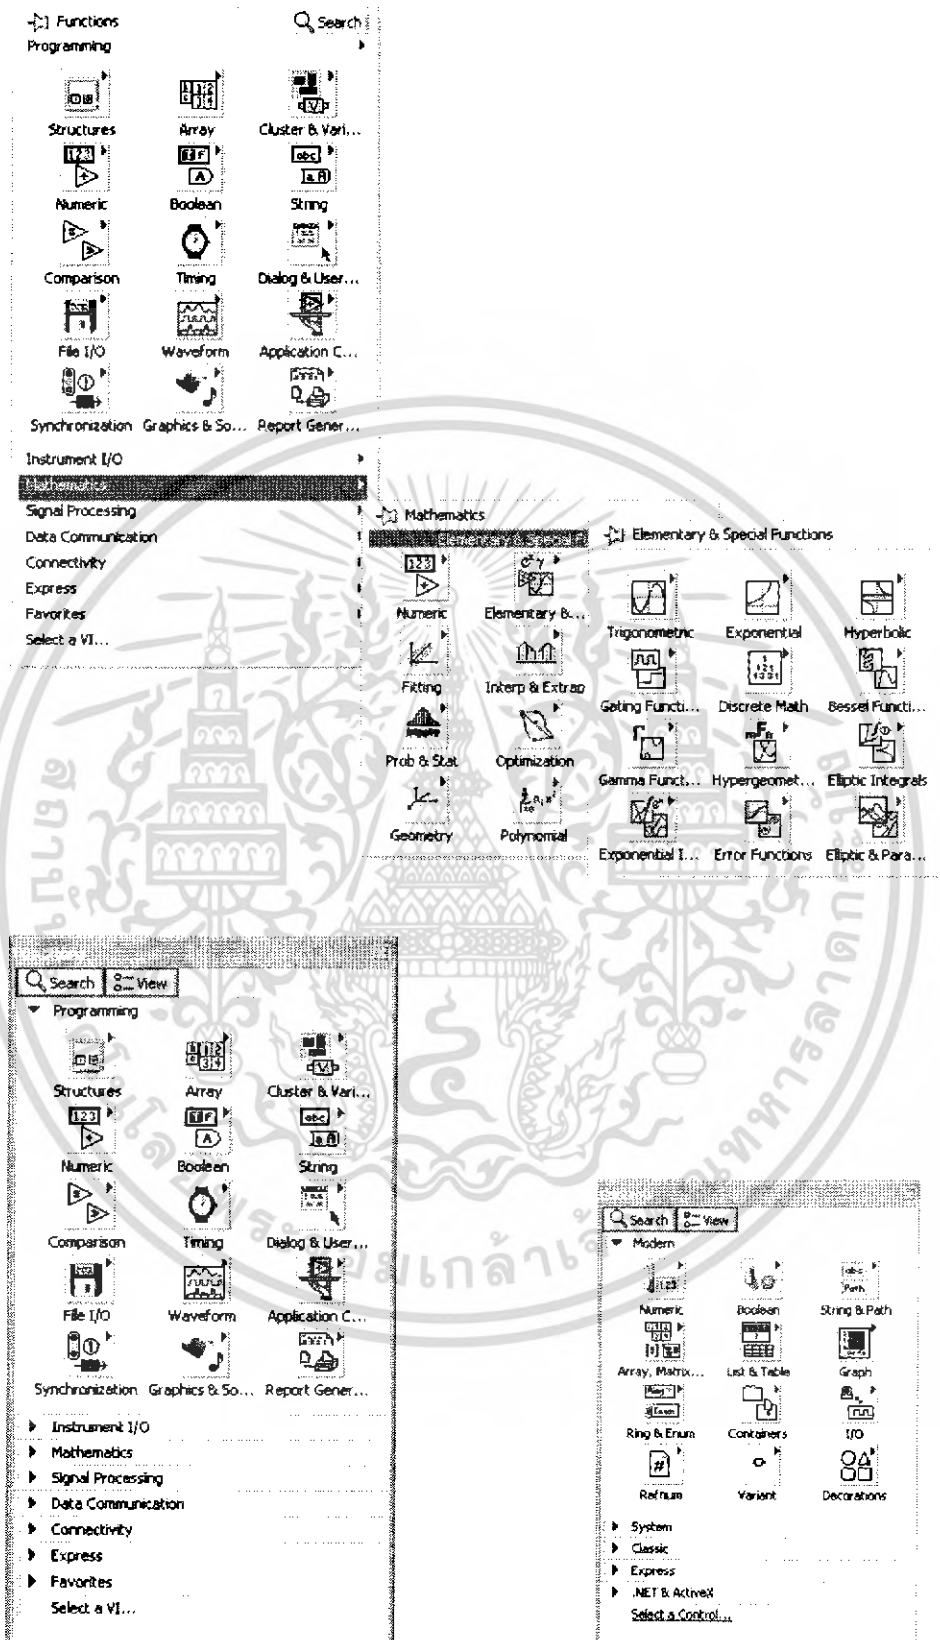 Functions Search
Programming
Structures Array Cluster & Vari...
Numeric Boolean String
Comparison Timing Dialog & User...
File I/O Waveform Application C...
Synchronization Graphics & So... Report Gener...
Instrument I/O
Mathematics
Signal Processing
Data Communication
Connectivity
Express
Favorites
Select a VI...
Mathematics
Numeric Elementary &...
Fitting Interp & Extrap
Prob & Stat Optimization
Geometry Polynomial
Elementary & Special Functions
Trigonometric Exponential Hyperbolic
Gating Functi... Discrete Math Bessel Functi...
Gamma Funct... Hypergeomet... Elliptic Integrals
Exponential I... Error Functions Elliptic & Para...
Search View
Programming
Structures Array Cluster & Vari...
Numeric Boolean String
Comparison Timing Dialog & User...
File I/O Waveform Application C...
Synchronization Graphics & So... Report Gener...
Instrument I/O
Mathematics
Signal Processing
Data Communication
Connectivity
Express
Favorites
Select a VI...
Search View
Modern
Numeric Boolean String & Path
Array, Matrix... List & Table Graph
Ring & Enum Containers I/O
Refnum Variant Decorations
System
Classic
Express
.NET & ActiveX
Select a Control...